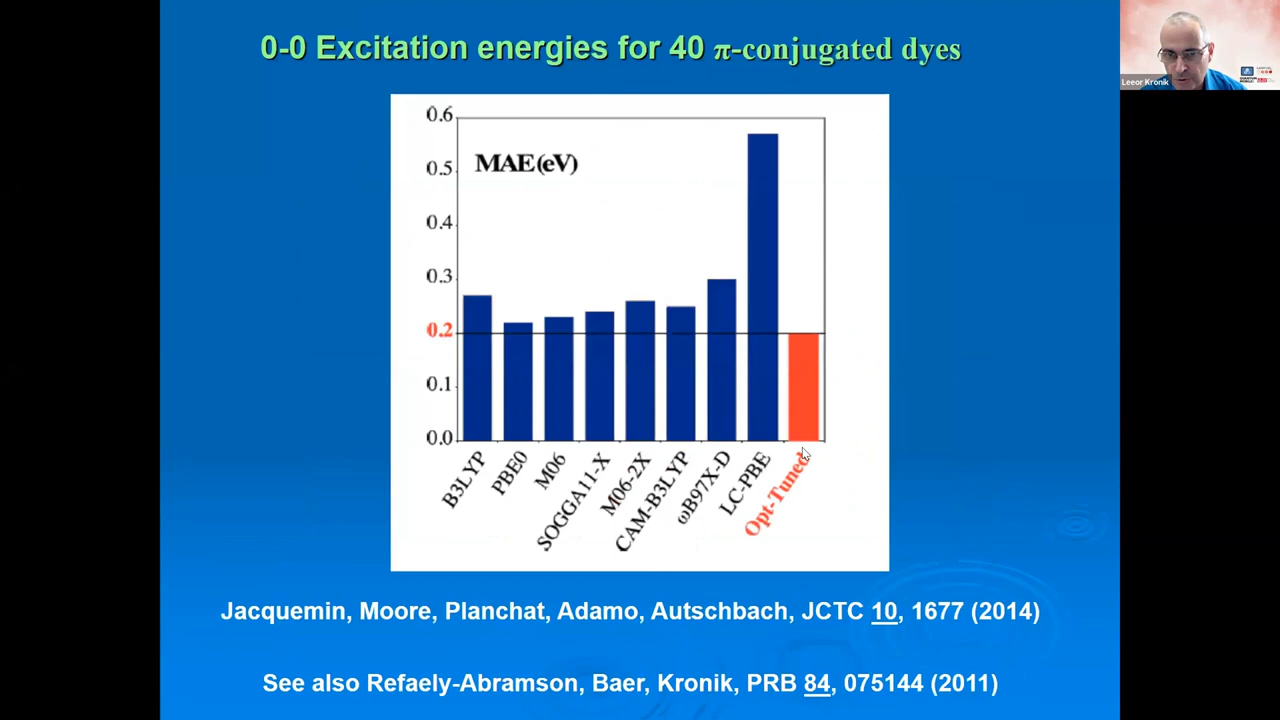 0-0 Excitation energies for 40 π-conjugated dyes
Leeor Kronik
MAE(eV)
0.6
0.5
0.4
0.3
0.2
0.1
0.0
B3LYP
PBE0
M06
SOGGA11-X
M06-2X
CAM-B3LYP
ωB97X-D
LC-PBE
Opt-Tuned
Jacquemin, Moore, Planchat, Adamo, Autschbach, JCTC 10, 1677 (2014)
See also Refaely-Abramson, Baer, Kronik, PRB 84, 075144 (2011)